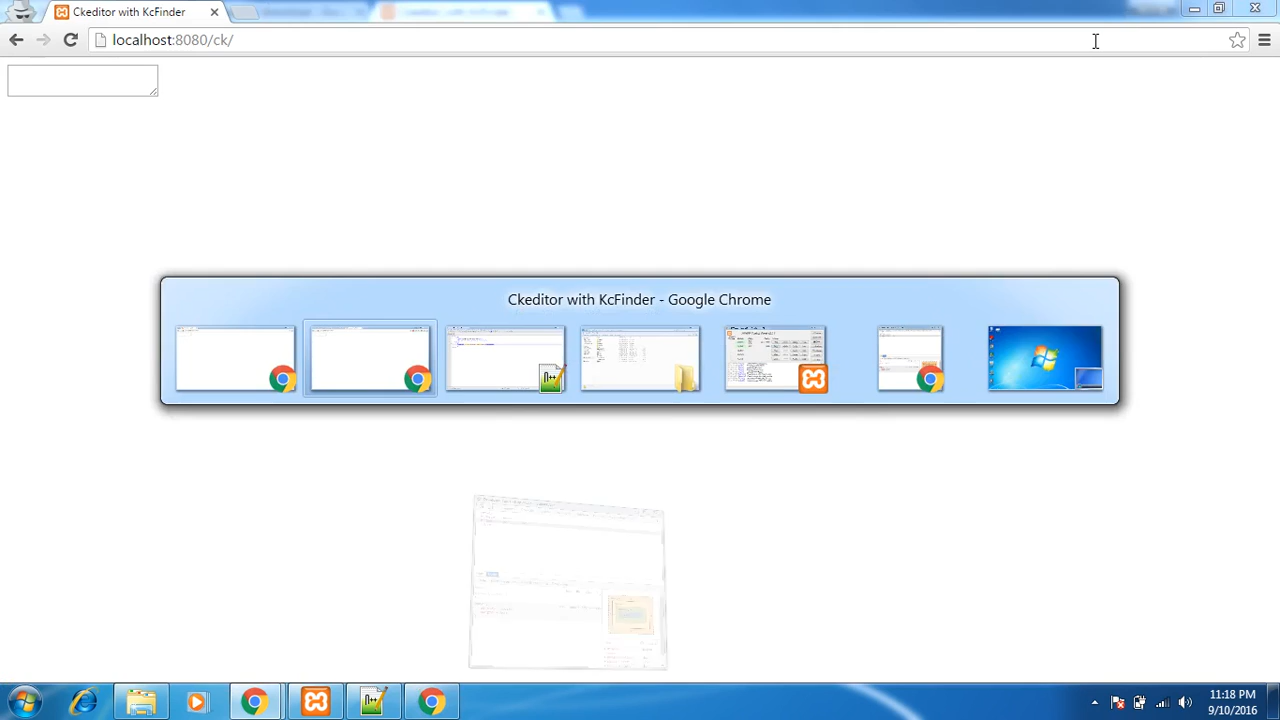 Ckeditor with KcFinder
localhost:8080/ck/
Ckeditor with KcFinder - Google Chrome
11:18 PM
9/10/2016